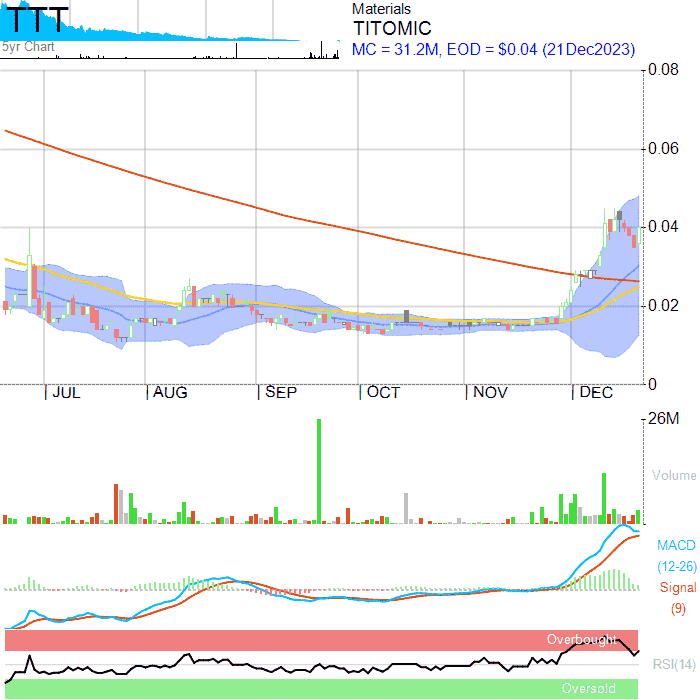 TTT
5yr Chart
Materials
TITOMIC
MC = 31.2M, EOD = $0.04 (21Dec2023)
0.08
0.06
0.04
0.02
0
JUL AUG SEP OCT NOV DEC
26M
Volume
MACD
(12-26)
Signal
(9)
Overbought
RSI(14)
Oversold